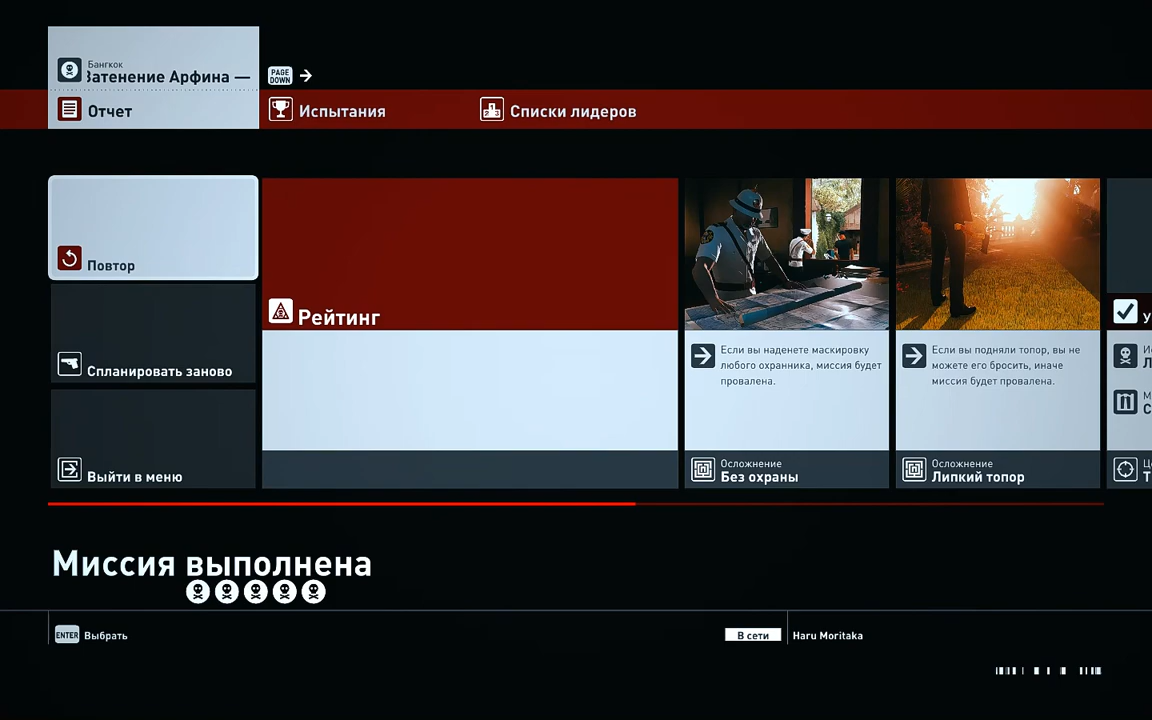 Бангкок
Затенение Арфина —
PAGE DOWN
Отчет
Испытания
Списки лидеров
Повтор
Спланировать заново
Выйти в меню
Рейтинг
Если вы наденете маскировку
любого охранника, миссия будет
провалена.
Осложнение
Без охраны
Если вы подняли топор, вы не
можете его бросить, иначе
миссия будет провалена.
Осложнение
Липкий топор
Миссия выполнена
ENTER Выбрать
В сети
Haru Moritaka